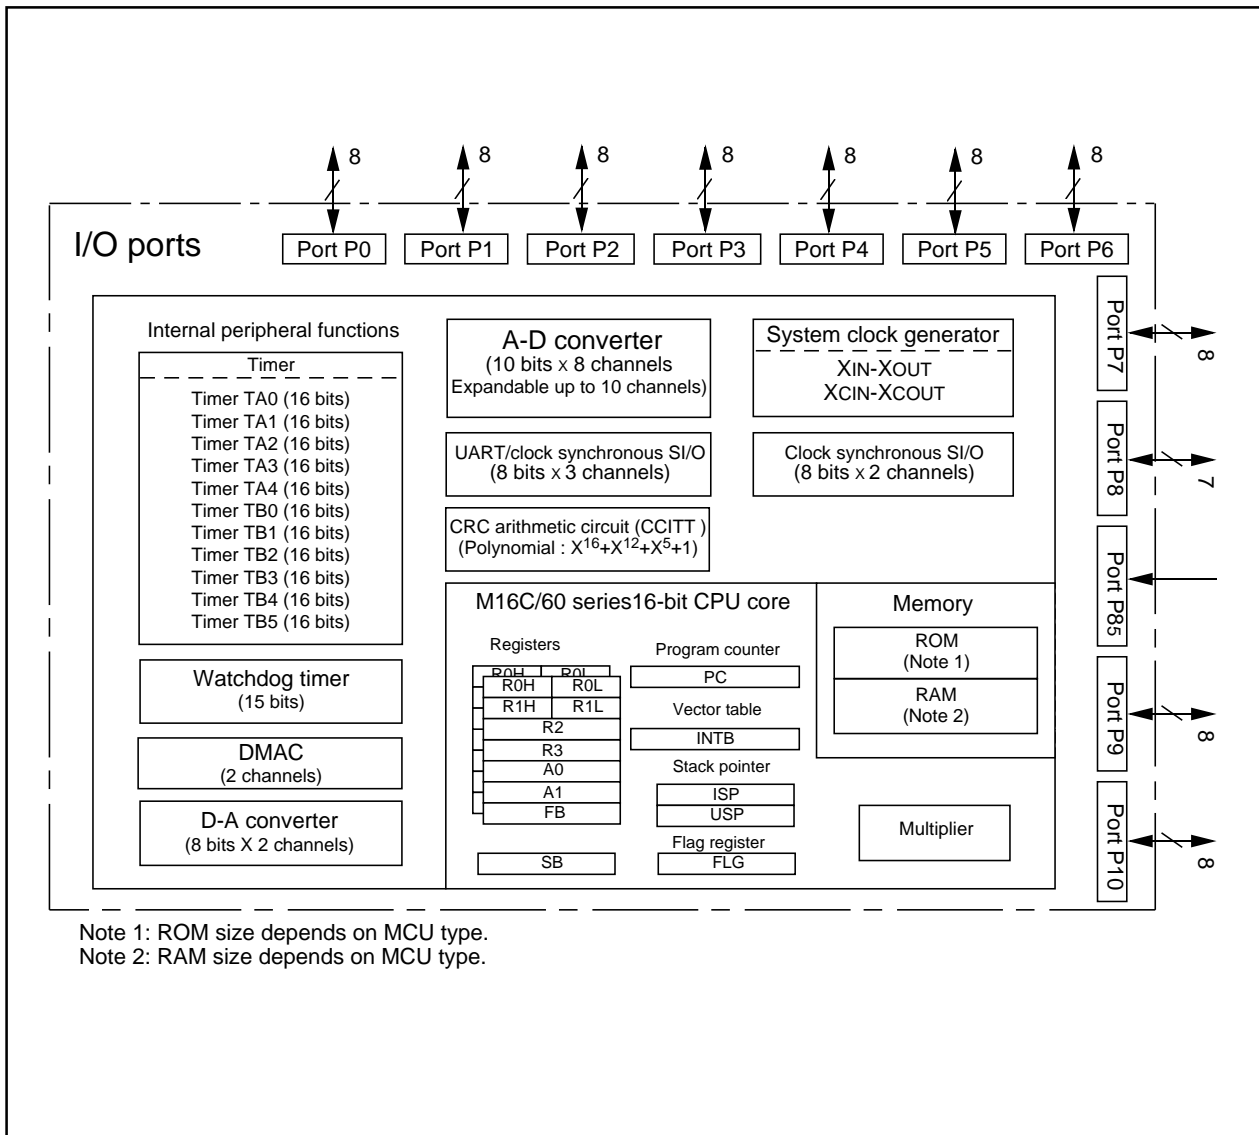 8 8 8 8 8 8 8
I/O ports
Port P0 Port P1 Port P2 Port P3 Port P4 Port P5 Port P6
Port P7
8
Port P8
7
Port P85
Port P9
8
Port P10
8
Internal peripheral functions
Timer
Timer TA0 (16 bits)
Timer TA1 (16 bits)
Timer TA2 (16 bits)
Timer TA3 (16 bits)
Timer TA4 (16 bits)
Timer TB0 (16 bits)
Timer TB1 (16 bits)
Timer TB2 (16 bits)
Timer TB3 (16 bits)
Timer TB4 (16 bits)
Timer TB5 (16 bits)
Watchdog timer
(15 bits)
DMAC
(2 channels)
D-A converter
(8 bits X 2 channels)
A-D converter
(10 bits x 8 channels
Expandable up to 10 channels)
System clock generator
XIN-XOUT
XCIN-XCOUT
UART/clock synchronous SI/O
(8 bits x 3 channels)
Clock synchronous SI/O
(8 bits x 2 channels)
CRC arithmetic circuit (CCITT )
(Polynomial : X16+X12+X5+1)
M16C/60 series16-bit CPU core
Registers
R0H R0L
R0H R0L
R1H R1L
R2
R3
A0
A1
FB
SB
Program counter
PC
Vector table
INTB
Stack pointer
ISP
USP
Flag register
FLG
Memory
ROM
(Note 1)
RAM
(Note 2)
Multiplier
Note 1: ROM size depends on MCU type.
Note 2: RAM size depends on MCU type.